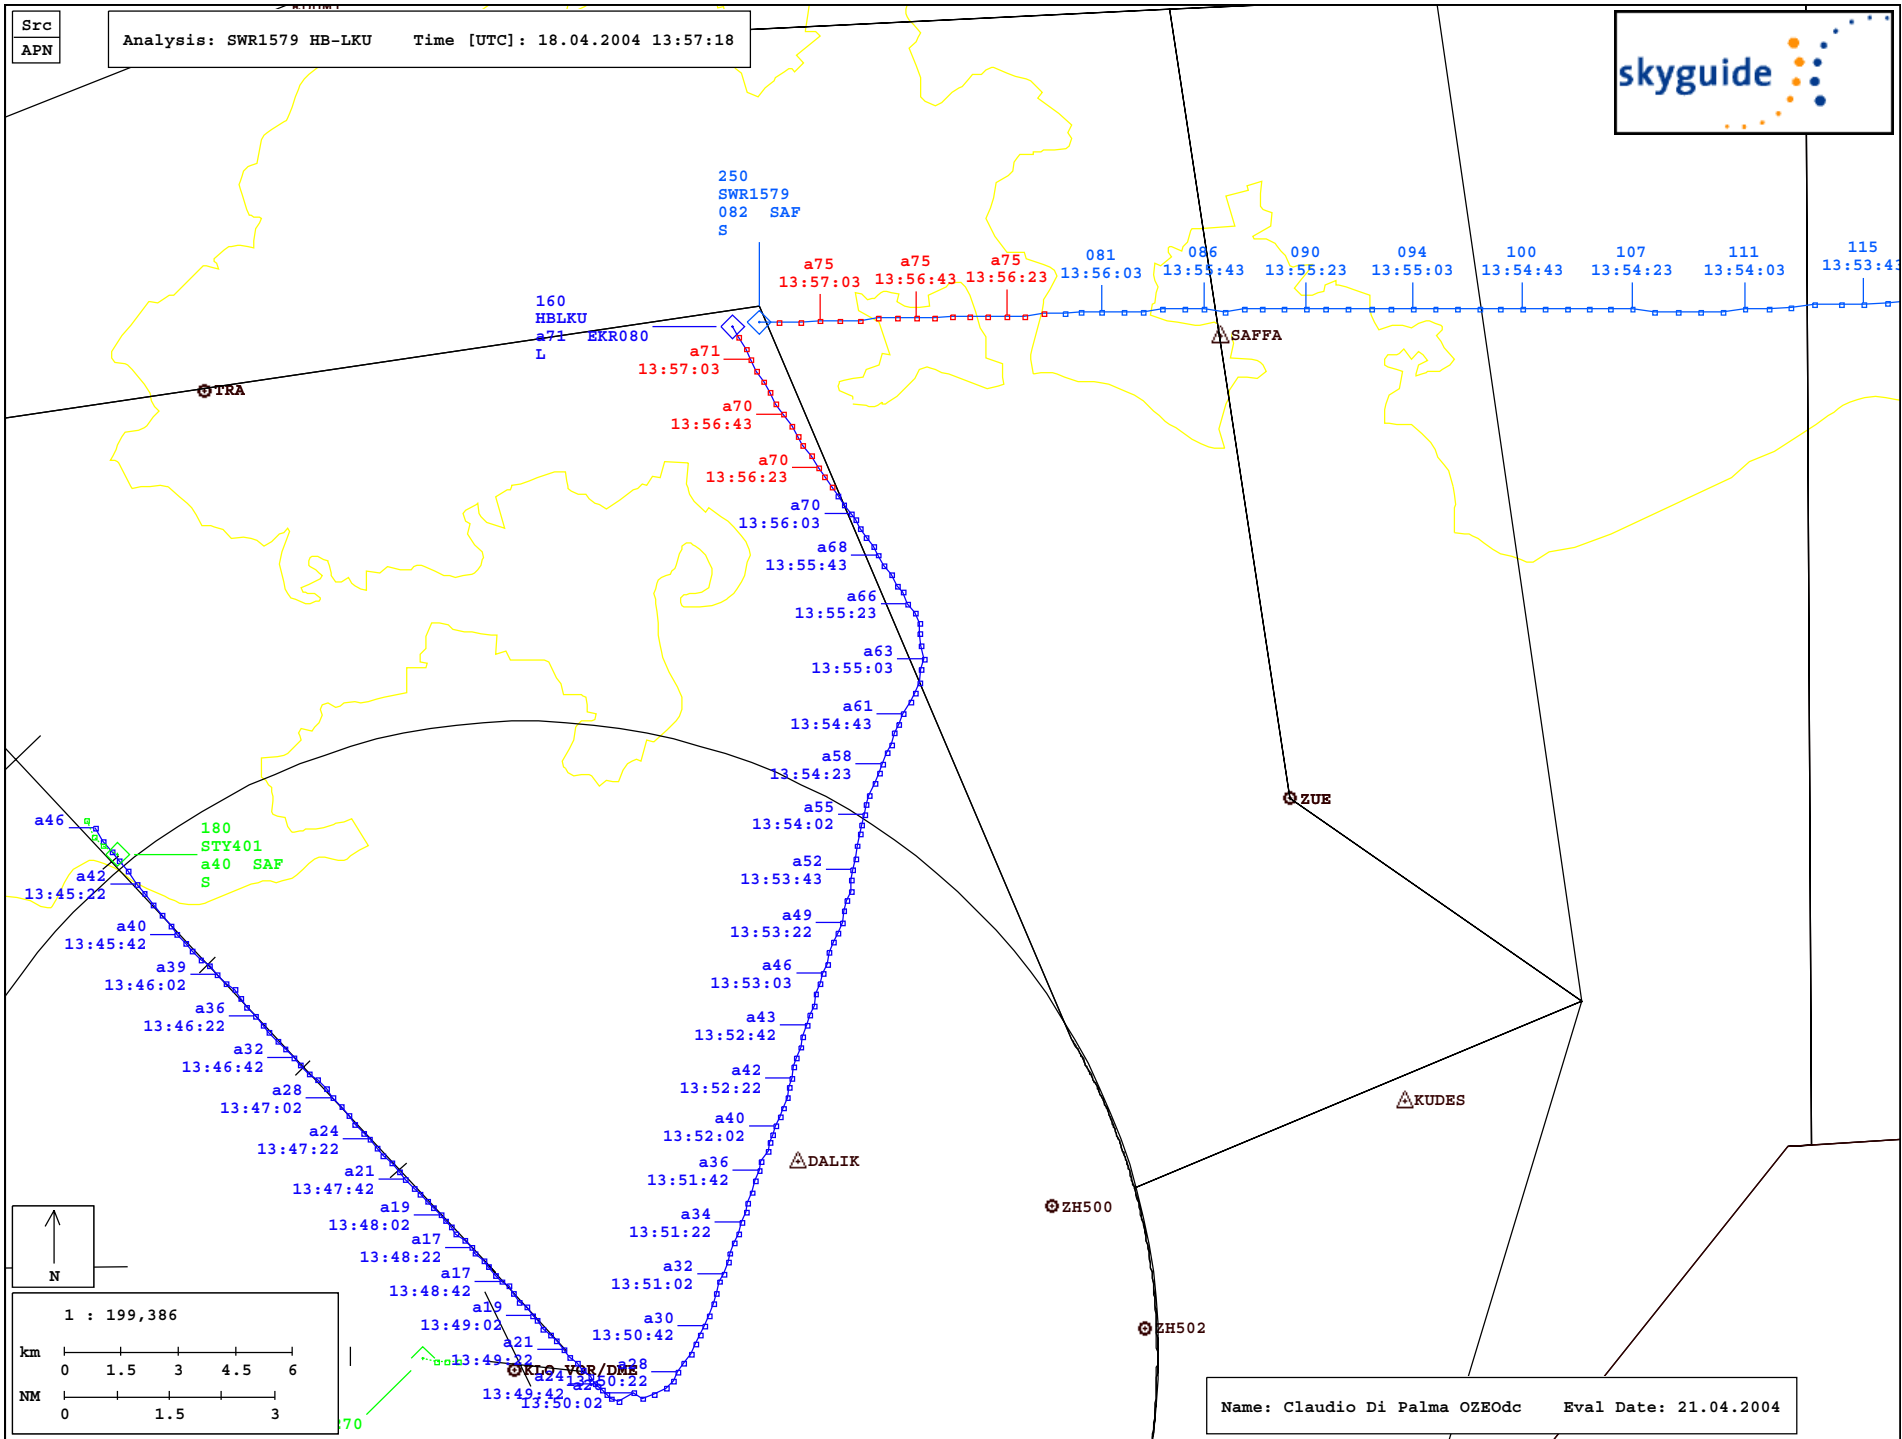 Src
APN
Analysis: SWR1579 HB-LKU    Time [UTC]: 18.04.2004 13:57:18
skyguide
250
SWR1579
082  SAF
S
160
HBLKU
a71  EKR080
L
a75
13:57:03
a75
13:56:43
a75
13:56:23
081
13:56:03
086
13:55:43
090
13:55:23
094
13:55:03
100
13:54:43
107
13:54:23
111
13:54:03
115
13:53:43
SAFFA
TRA
a71
13:57:03
a70
13:56:43
a70
13:56:23
a70
13:56:03
a68
13:55:43
a66
13:55:23
a63
13:55:03
a61
13:54:43
a58
13:54:23
a55
13:54:02
a52
13:53:43
a49
13:53:22
a46
13:53:03
a43
13:52:42
a42
13:52:22
a40
13:52:02
a36
13:51:42
a34
13:51:22
a32
13:51:02
a30
13:50:42
a28
13:50:22
13:50:02
ZUE
KUDES
DALIK
ZH500
ZH502
180
STY401
a40  SAF
S
a46
a42
13:45:22
a40
13:45:42
a39
13:46:02
a36
13:46:22
a32
13:46:42
a28
13:47:02
a24
13:47:22
a21
13:47:42
a19
13:48:02
a17
13:48:22
a17
13:48:42
a19
13:49:02
a21
13:49:22
a24
13:49:42
KLO VOR/DME
N
1 : 199,386
km
0 1.5 3 4.5 6
NM
0 1.5 3
70
Name: Claudio Di Palma OZEOdc    Eval Date: 21.04.2004